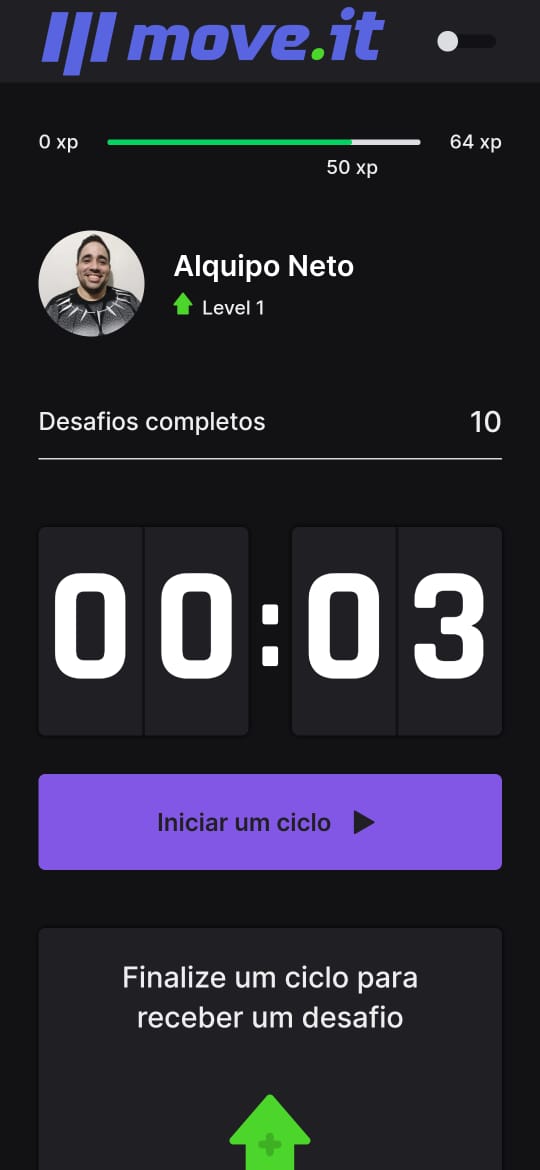 move.it
0 xp
64 xp
50 xp
Alquipo Neto
Level 1
Desafios completos
10
00:03
Iniciar um ciclo
Finalize um ciclo para
receber um desafio